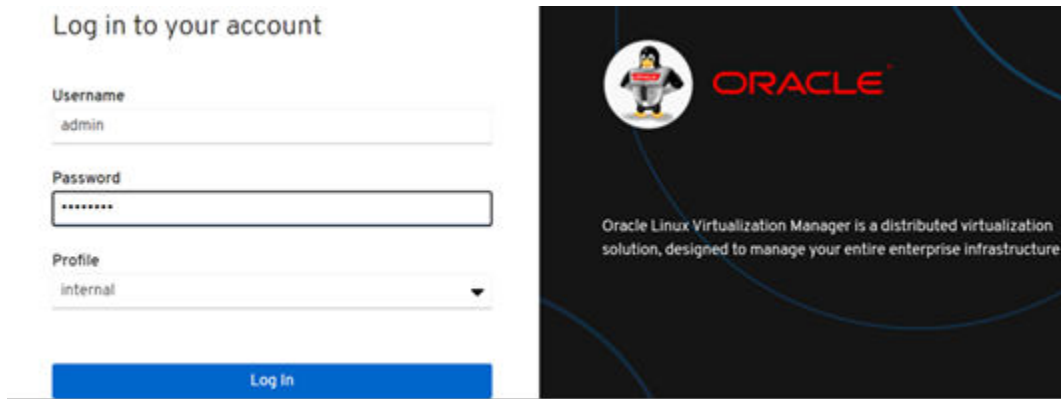 Log in to your account
Username
admin
Password
••••••••
Profile
internal
Log In
ORACLE
Oracle Linux Virtualization Manager is a distributed virtualization
solution, designed to manage your entire enterprise infrastructure